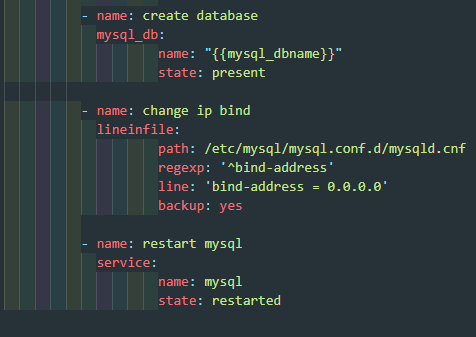 - name: create database
mysql_db:
name: "{{mysql_dbname}}"
state: present
- name: change ip bind
lineinfile:
path: /etc/mysql/mysql.conf.d/mysqld.cnf
regexp: '^bind-address'
line: 'bind-address = 0.0.0.0'
backup: yes
- name: restart mysql
service:
name: mysql
state: restarted